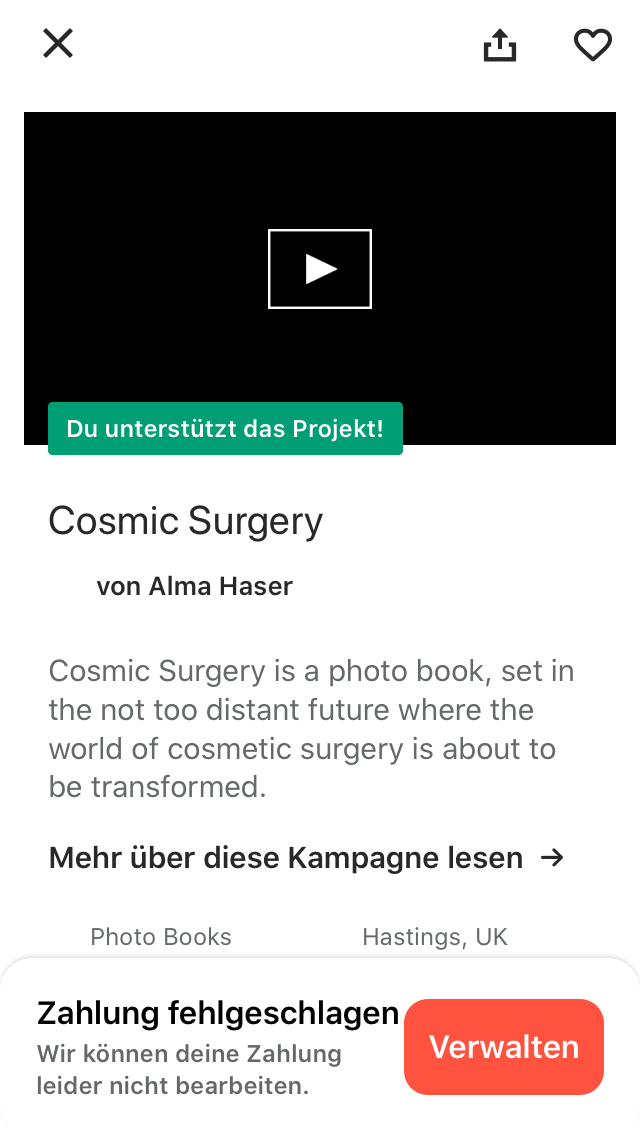 Du unterstützt das Projekt!
Cosmic Surgery
von Alma Haser
Cosmic Surgery is a photo book, set in
the not too distant future where the
world of cosmetic surgery is about to
be transformed.
Mehr über diese Kampagne lesen →
Photo Books
Hastings, UK
Zahlung fehlgeschlagen
Wir können deine Zahlung
leider nicht bearbeiten.
Verwalten